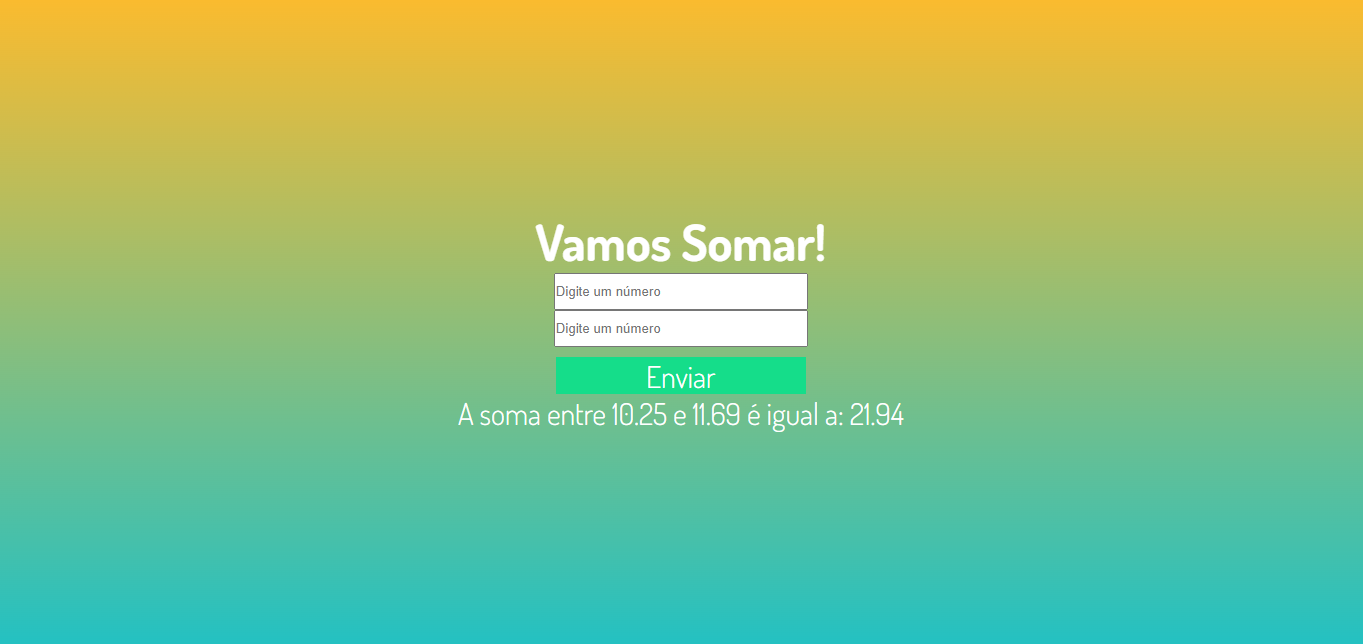 Vamos Somar!
Digite um número
Digite um número
Enviar
A soma entre 10.25 e 11.69 é igual a: 21.94